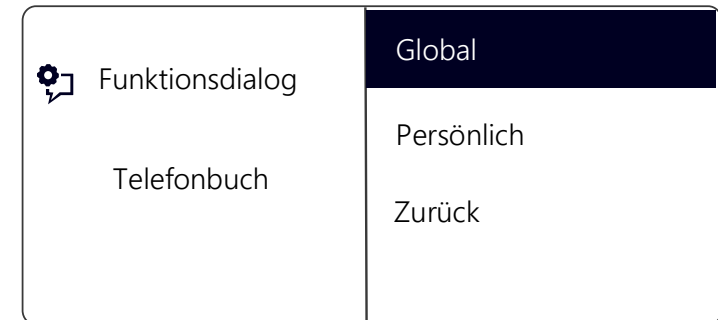 Funktionsdialog
Telefonbuch
Global
Persönlich
Zurück